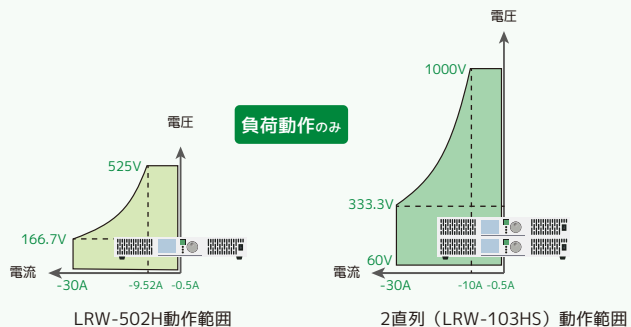 電圧
1000V
負荷動作のみ
電圧
525V
333.3V
166.7V
60V
電流
-30A
-9.52A
-0.5A
電流
-30A
-10A
-0.5A
LRW-502H動作範囲
2直列（LRW-103HS）動作範囲